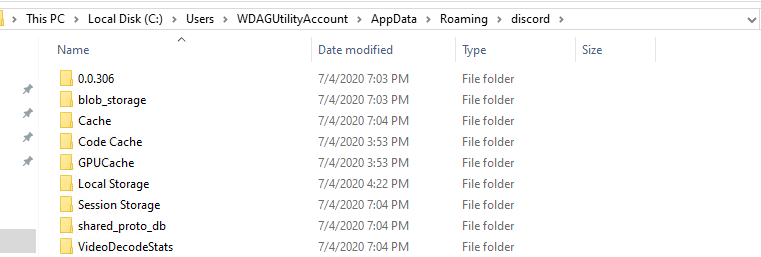 This PC > Local Disk (C:) > Users > WDAGUtilityAccount > AppData > Roaming > discord >
Name Date modified Type Size
0.0.306 7/4/2020 7:03 PM File folder
blob_storage 7/4/2020 7:03 PM File folder
Cache 7/4/2020 7:04 PM File folder
Code Cache 7/4/2020 3:53 PM File folder
GPUCache 7/4/2020 3:53 PM File folder
Local Storage 7/4/2020 4:22 PM File folder
Session Storage 7/4/2020 7:04 PM File folder
shared_proto_db 7/4/2020 7:04 PM File folder
VideoDecodeStats 7/4/2020 7:04 PM File folder